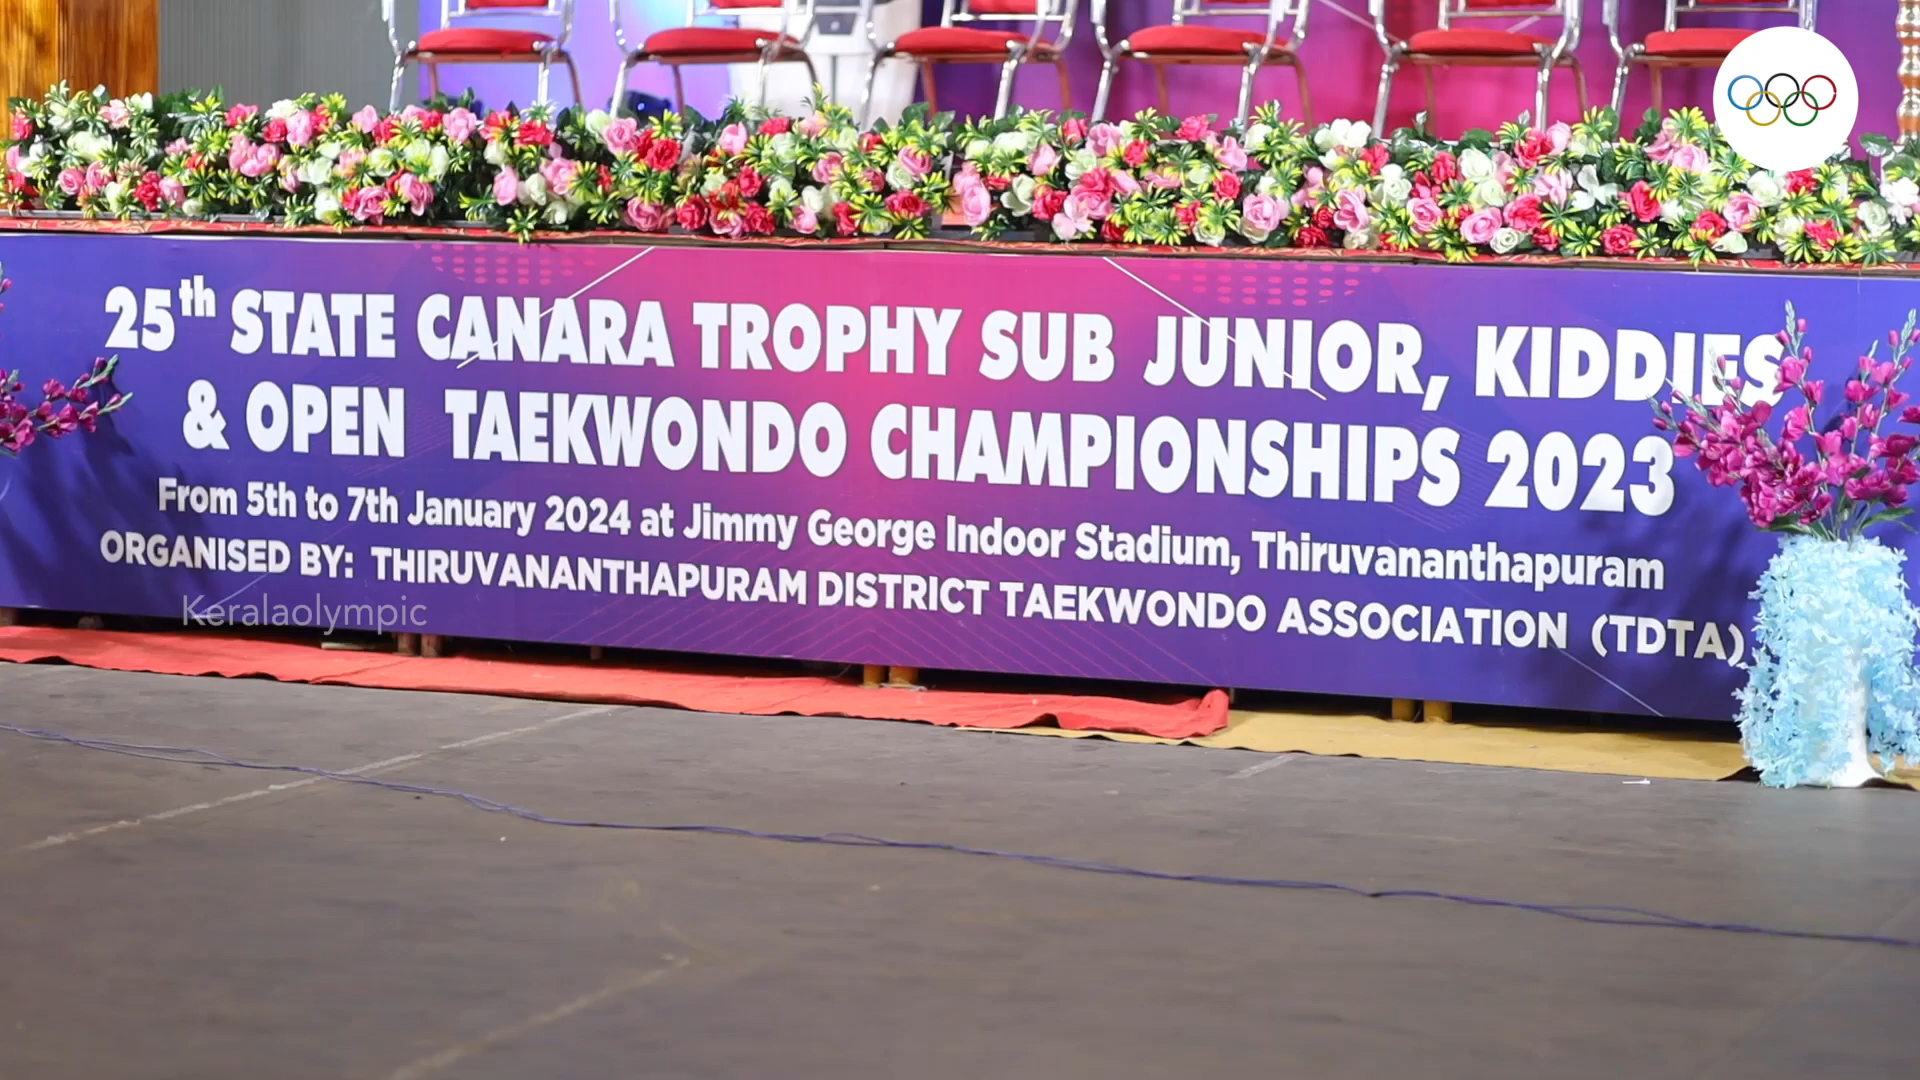 25th STATE CANARA TROPHY SUB JUNIOR, KIDDIES
& OPEN TAEKWONDO CHAMPIONSHIPS 2023
From 5th to 7th January 2024 at Jimmy George Indoor Stadium, Thiruvananthapuram
ORGANISED BY: THIRUVANANTHAPURAM DISTRICT TAEKWONDO ASSOCIATION (TDTA)
Keralaolympic